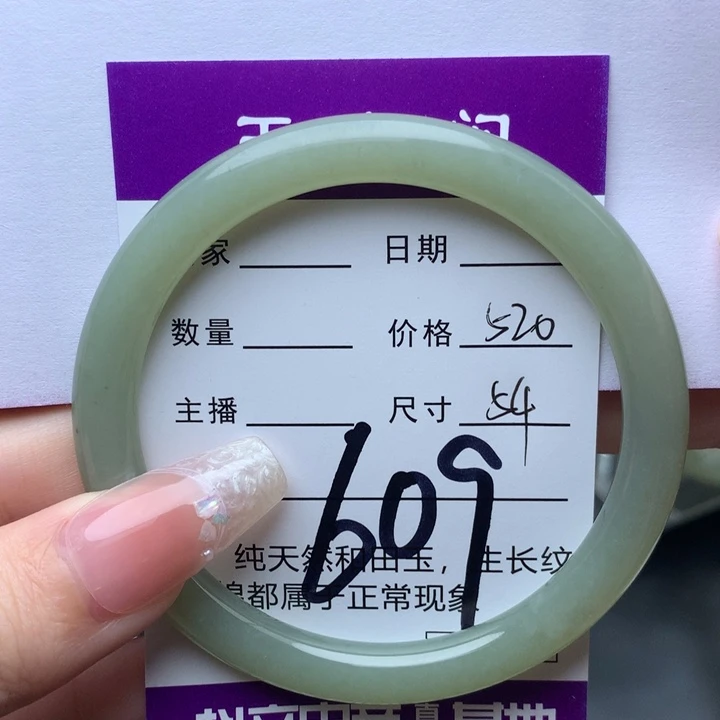 家 日期
数量 价格 520
主播 尺寸 54
609
纯天然和田玉，生长纹
棉都属于正常现象